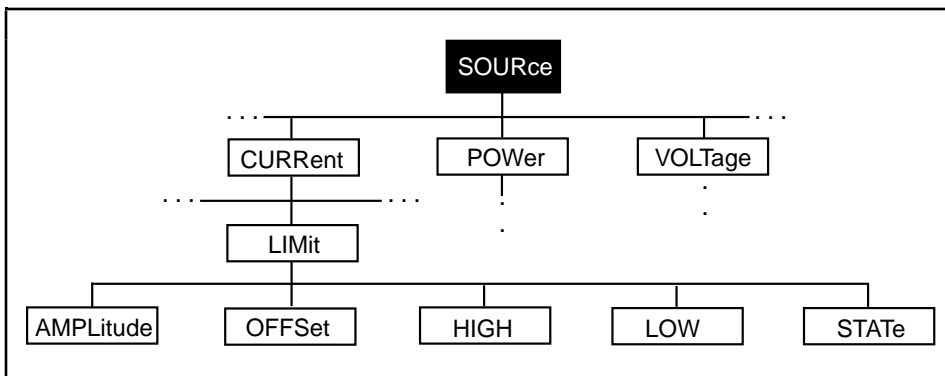 SOURce
. . . . . .
CURRent POWer VOLTage
. . . . . .
LIMit
AMPLitude OFFSet HIGH LOW STATe